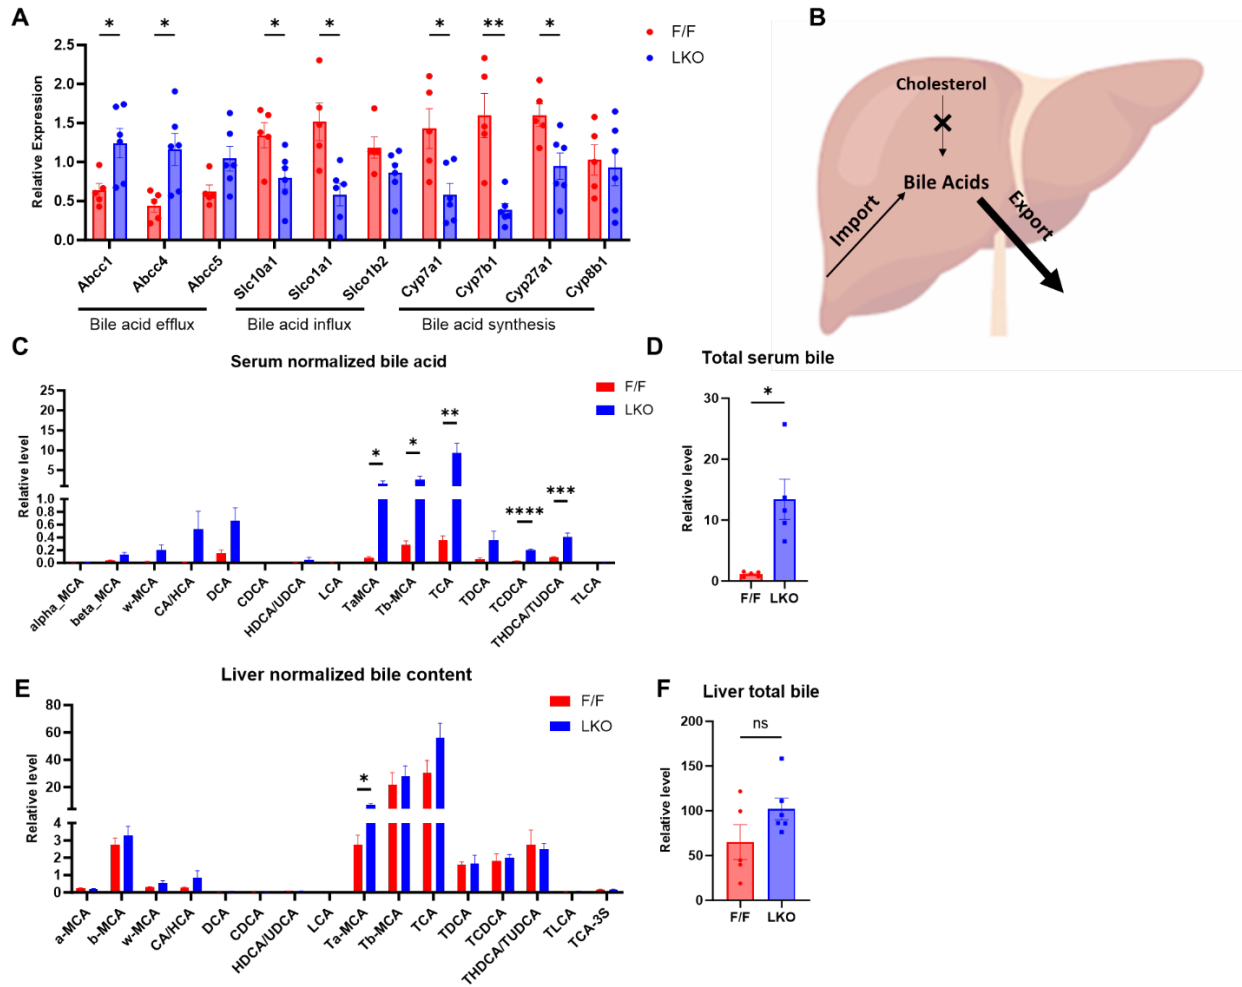 A
F/F
LKO
* * * * * ** *
2.5
2.0
1.5
1.0
0.5
0.0
Relative Expression
Abcc1
Abcc4
Abcc5
Slc10a1
Slco1a1
Slco1b2
Cyp7a1
Cyp7b1
Cyp27a1
Cyp8b1
Bile acid efflux
Bile acid influx
Bile acid synthesis
B
Cholesterol
Bile Acids
Import
Export
C
Serum normalized bile acid
F/F
LKO
* * ** **** ***
25
20
15
10
5
1.0
0.8
0.6
0.4
0.2
0.0
Relative level
alpha_MCA
beta_MCA
w-MCA
CA/HCA
DCA
CDCA
HDCA/UDCA
LCA
TaMCA
Tb-MCA
TCA
TDCA
TCDCA
THDCA/TUDCA
TLCA
D
Total serum bile
*
30
20
10
0
Relative level
F/F
LKO
E
Liver normalized bile content
F/F
LKO
*
80
60
40
20
4
3
2
1
0
Relative level
a-MCA
b-MCA
w-MCA
CA/HCA
DCA
CDCA
HDCA/UDCA
LCA
Ta-MCA
Tb-MCA
TCA
TDCA
TCDCA
THDCA/TUDCA
TLCA
TCA-3S
F
Liver total bile
ns
200
150
100
50
0
Relative level
F/F
LKO